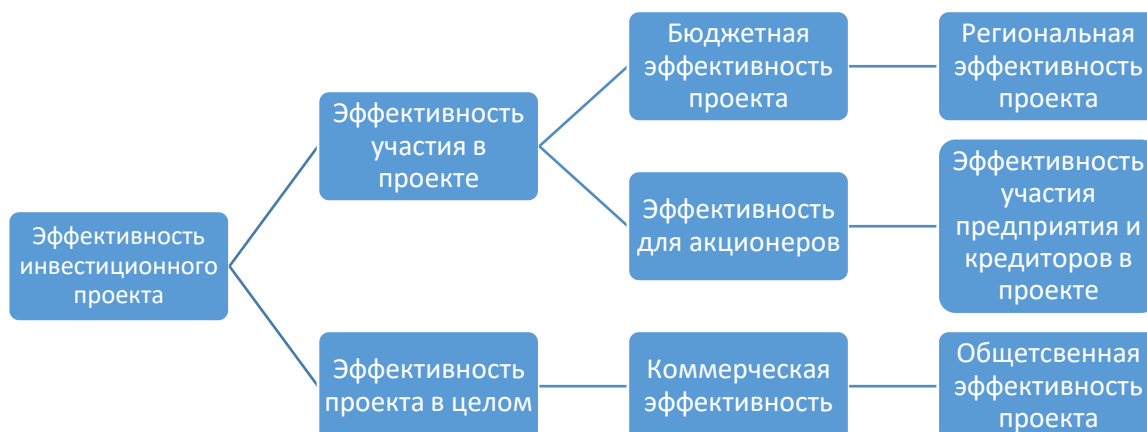 Эффективность
инвестиционного
проекта
Эффективность
участия в
проекте
Бюджетная
эффективность
проекта
Региональная
эффективность
проекта
Эффективность
для акционеров
Эффективность
участия
предприятия и
кредиторов в
проекте
Эффективность
проекта в целом
Коммерческая
эффективность
Общетсвенная
эффективность
проекта